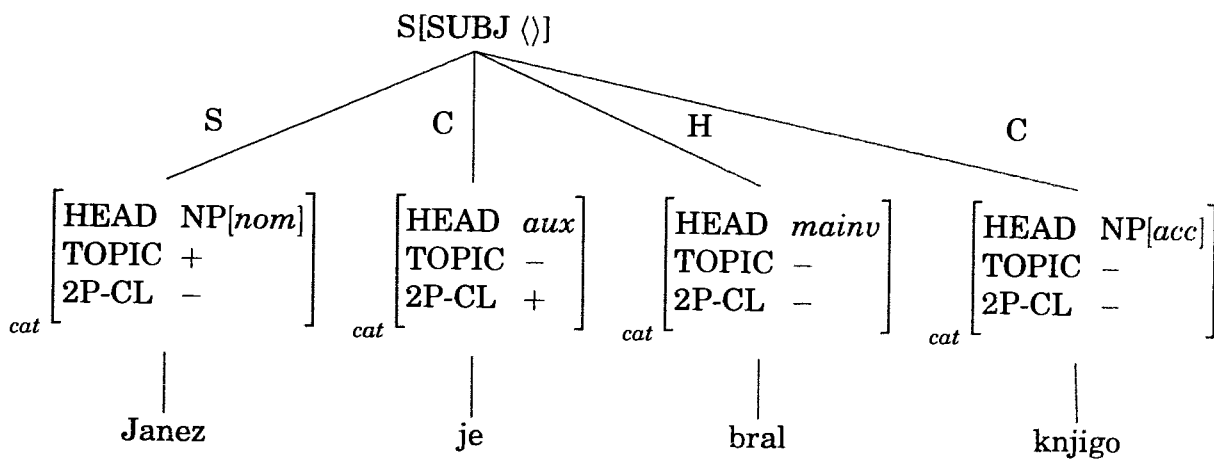 S[SUBJ ⟨⟩]
S C H C
HEAD NP[nom] HEAD aux HEAD mainv HEAD NP[acc]
TOPIC + TOPIC – TOPIC – TOPIC –
2P-CL – 2P-CL + 2P-CL – 2P-CL –
cat cat cat cat
Janez je bral knjigo